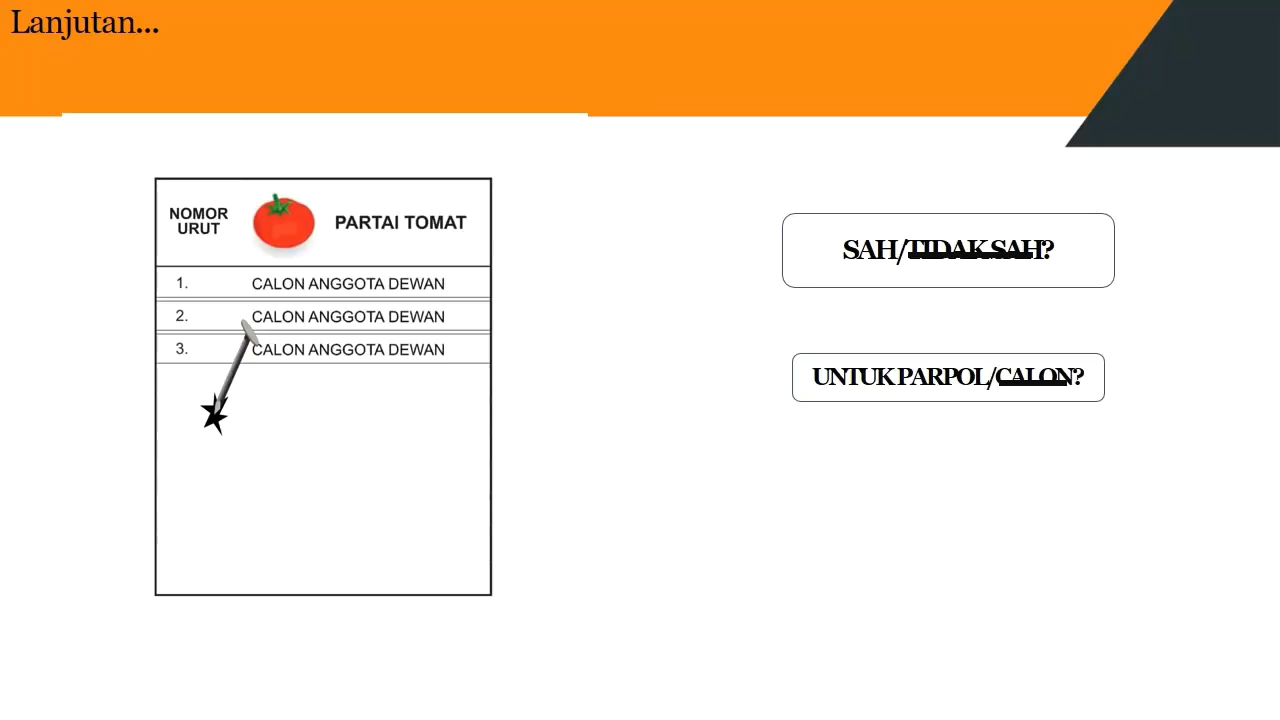 Lanjutan...
NOMOR
URUT
PARTAI TOMAT
1. CALON ANGGOTA DEWAN
2. CALON ANGGOTA DEWAN
3. CALON ANGGOTA DEWAN
SAH/TIDAK SAH?
UNTUK PARPOL/CALON?